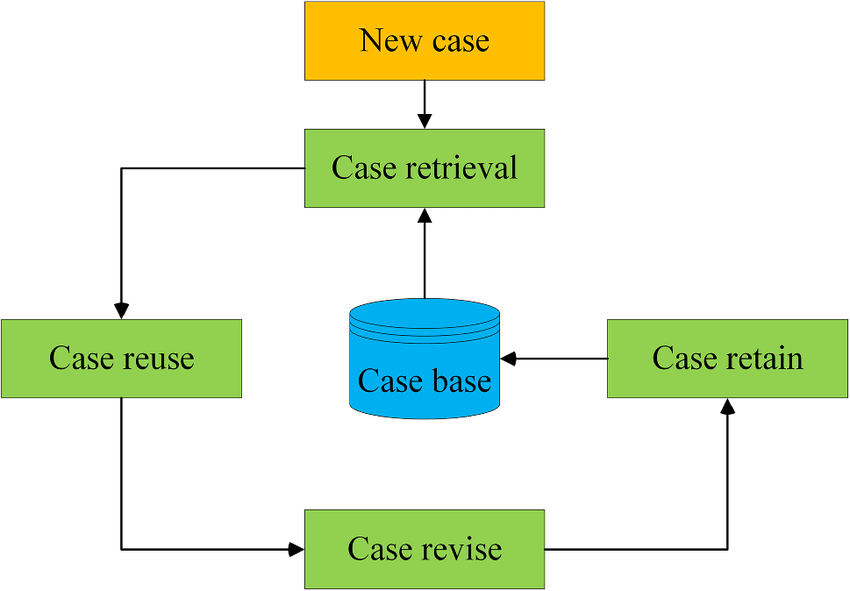 New case
Case retrieval
Case reuse
Case base
Case retain
Case revise